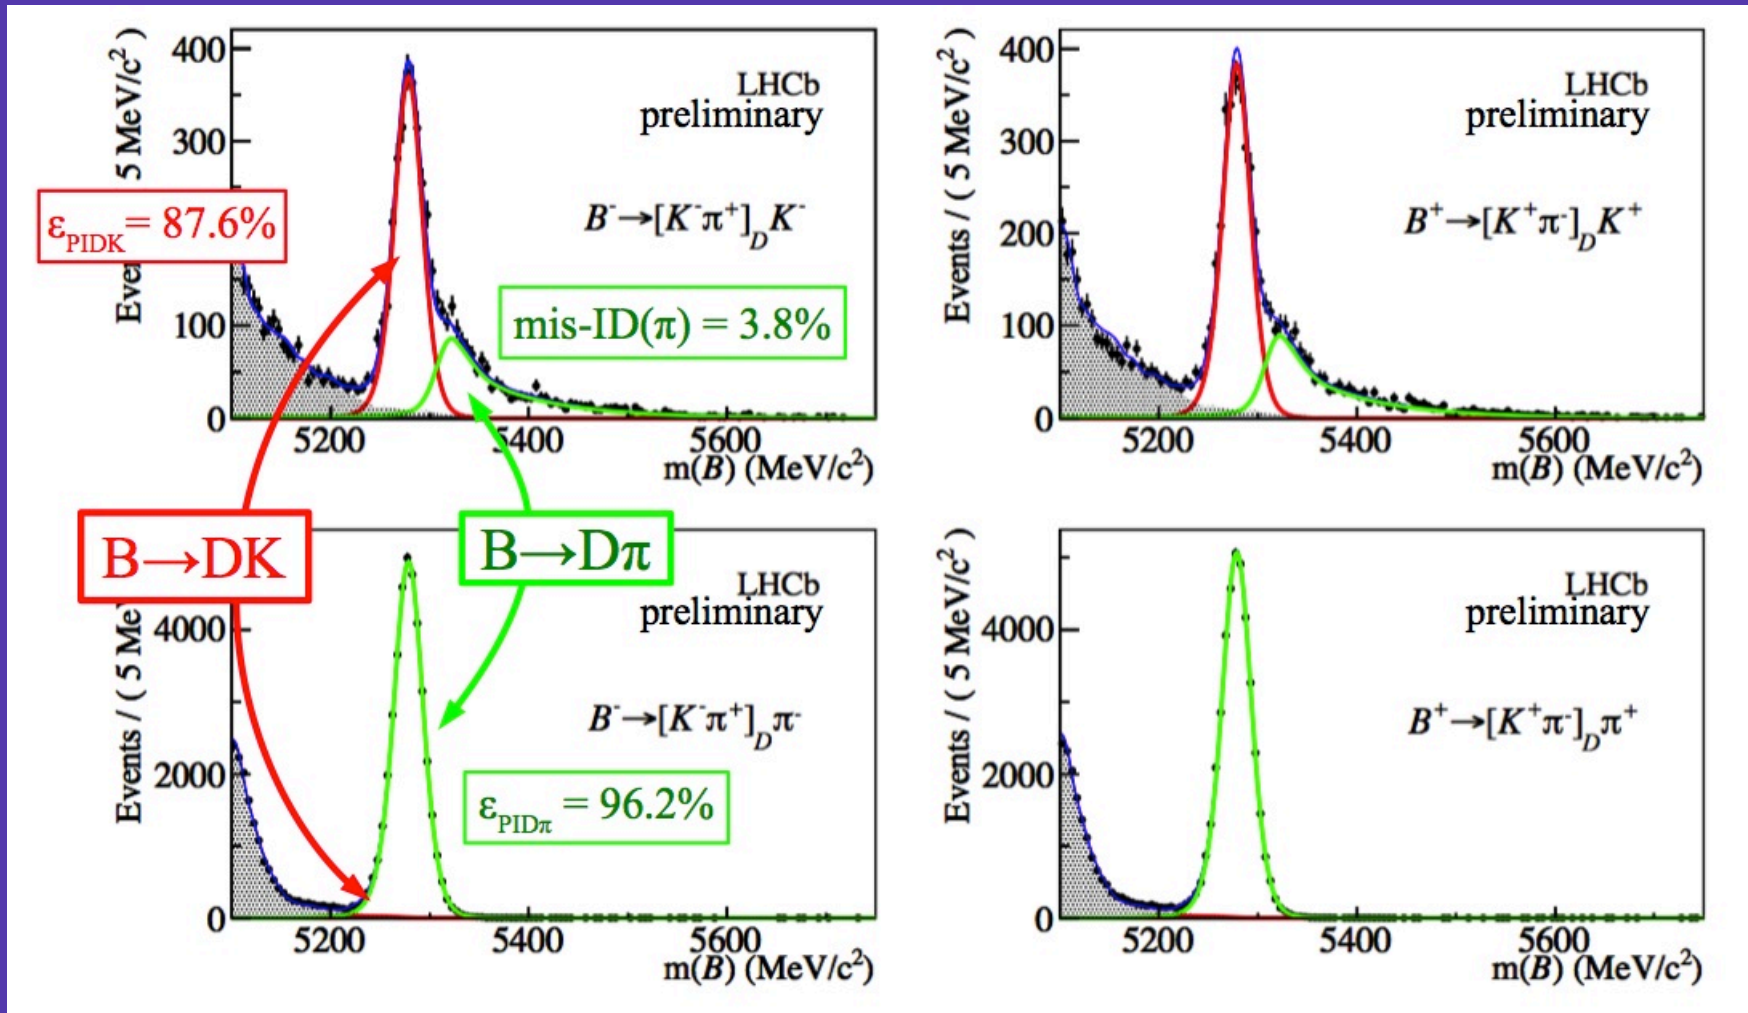 400
300
200
100
0
5200
5400
5600
5 MeV/c² )
m(B) (MeV/c²)
LHCb
preliminary
B⁻→[K⁻π⁺]_D K⁻
ε_PIDK = 87.6%
mis-ID(π) = 3.8%
400
300
200
100
0
5200
5400
5600
Events / ( 5 MeV/c² )
m(B) (MeV/c²)
LHCb
preliminary
B⁺→[K⁺π⁻]_D K⁺
B→DK
B→Dπ
4000
2000
0
5200
5400
5600
Events / ( 5 Me
m(B) (MeV/c²)
LHCb
preliminary
B⁻→[K⁻π⁺]_D π⁻
ε_PIDπ = 96.2%
4000
2000
0
5200
5400
5600
Events / ( 5 MeV/c² )
m(B) (MeV/c²)
LHCb
preliminary
B⁺→[K⁺π⁻]_D π⁺